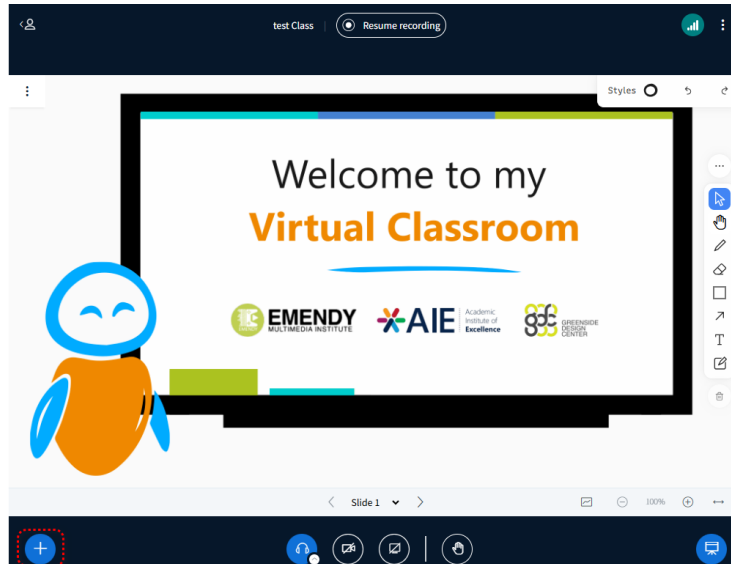 test Class
Resume recording
Styles
Welcome to my
Virtual Classroom
EMENDY
MULTIMEDIA INSTITUTE
AIE
Academic
Institute of
Excellence
gdc
GREENSIDE
DESIGN
CENTER
T
Slide 1
100%